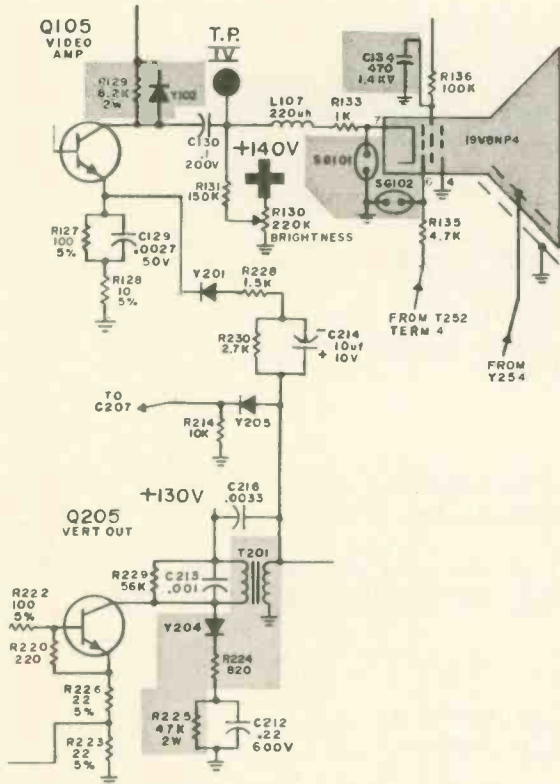 Q105
VIDEO
AMP
T.P.
IV
R129
8.2K
2W
Y102
C134
470
1.4KV
R136
100K
L107
220uh
R133
1K
7
19WBNP4
C130
.1
200V
+140V
SG101
SG102
6
4
R131
150K
R130
220K
BRIGHTNESS
R135
4.7K
R127
100
5%
C129
.0027
50V
R128
10
5%
Y201
R228
1.5K
FROM T252
TERM 4
FROM
Y254
R230
2.7K
−
+
C214
10uf
10V
TO
C207
R214
10K
Y205
+130V
C216
.0033
Q205
VERT OUT
T201
R229
56K
C213
.001
R222
100
5%
R220
220
Y204
R224
820
R226
22
5%
R225
47K
2W
C212
.22
600V
R223
22
5%